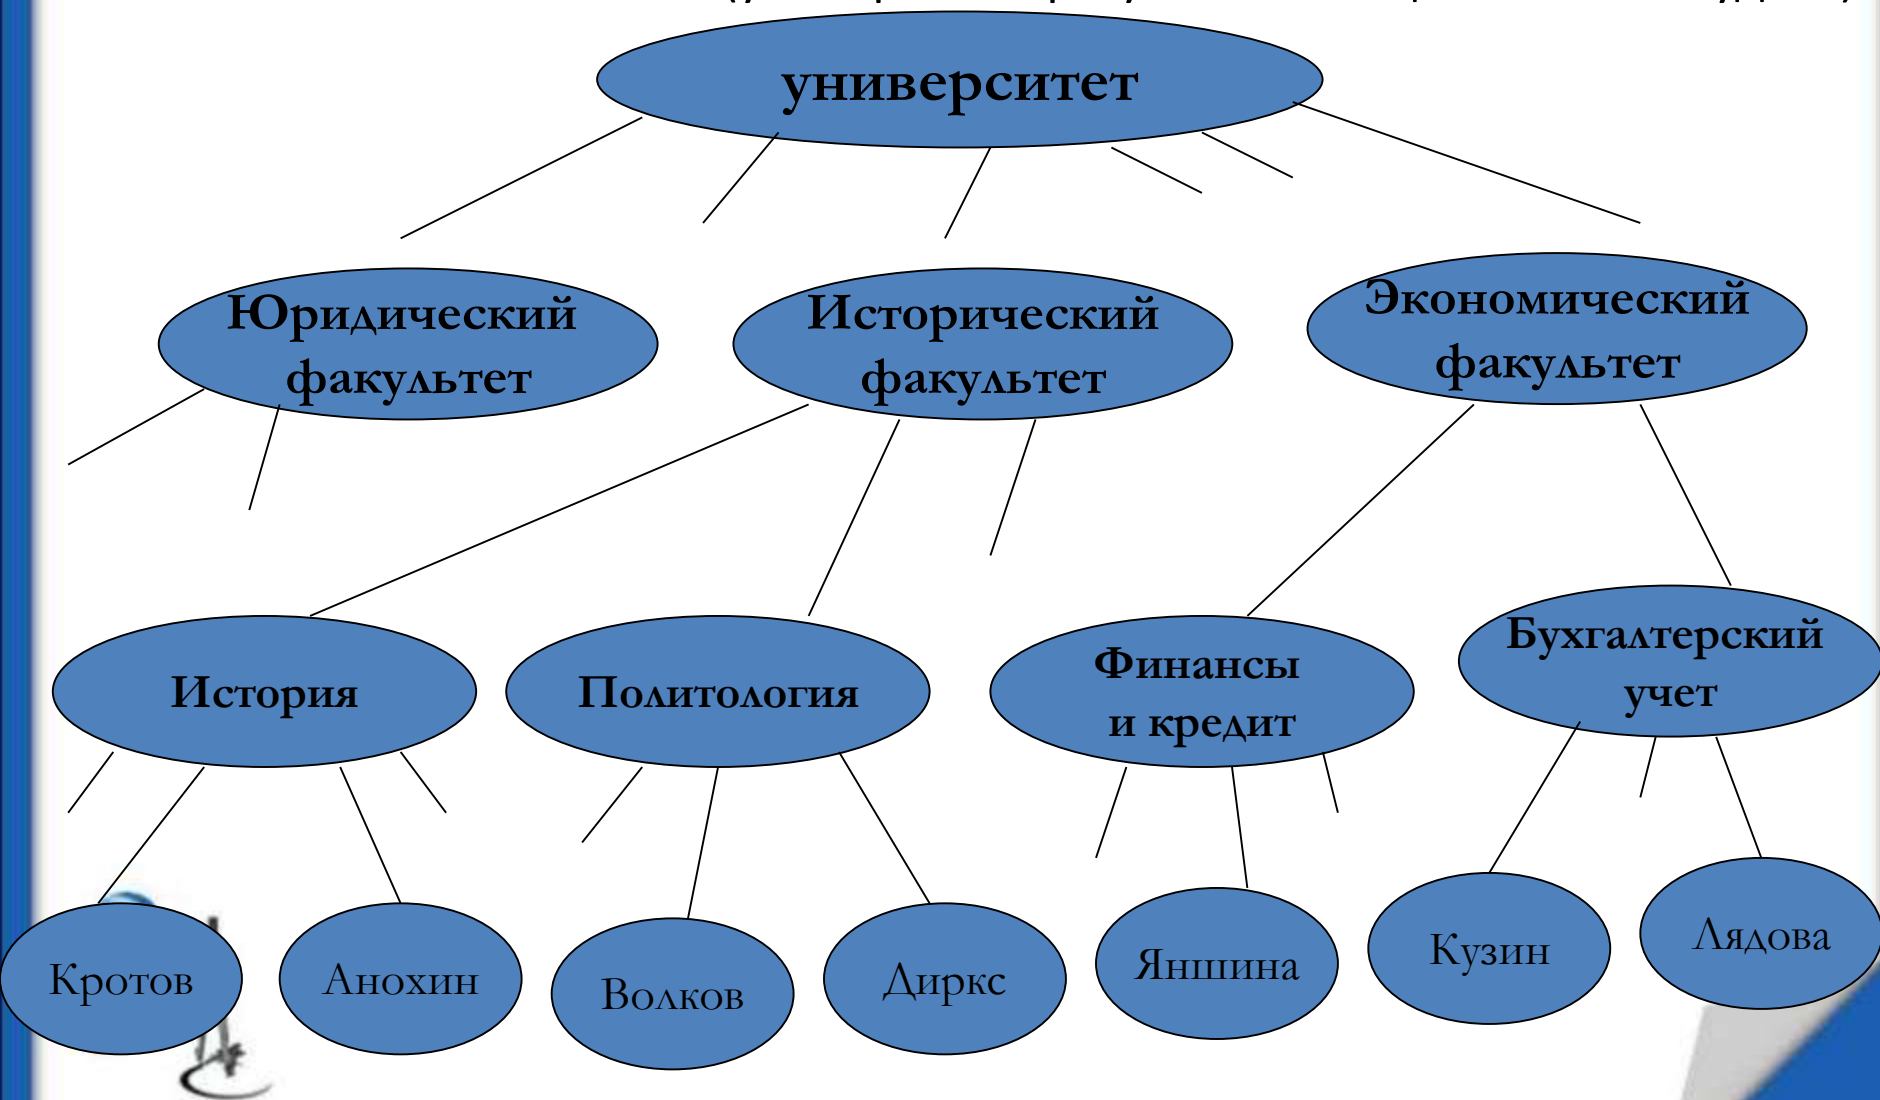 университет
Юридический
факультет
Исторический
факультет
Экономический
факультет
История
Политология
Финансы
и кредит
Бухгалтерский
учет
Кротов
Анохин
Волков
Диркс
Яншина
Кузин
Лядова